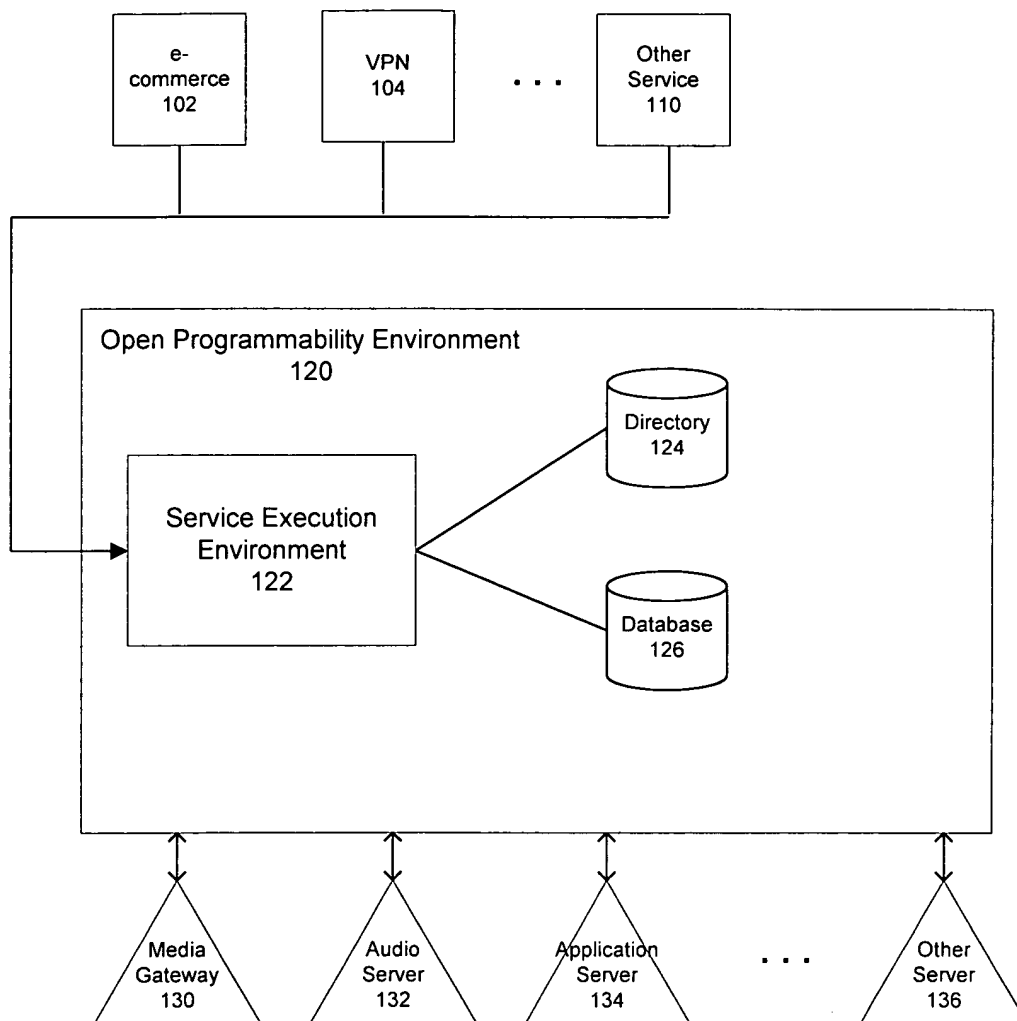 e-
commerce
102
VPN
104
. . .
Other
Service
110
Open Programmability Environment
120
Directory
124
Service Execution
Environment
122
Database
126
Media
Gateway
130
Audio
Server
132
Application
Server
134
. . .
Other
Server
136